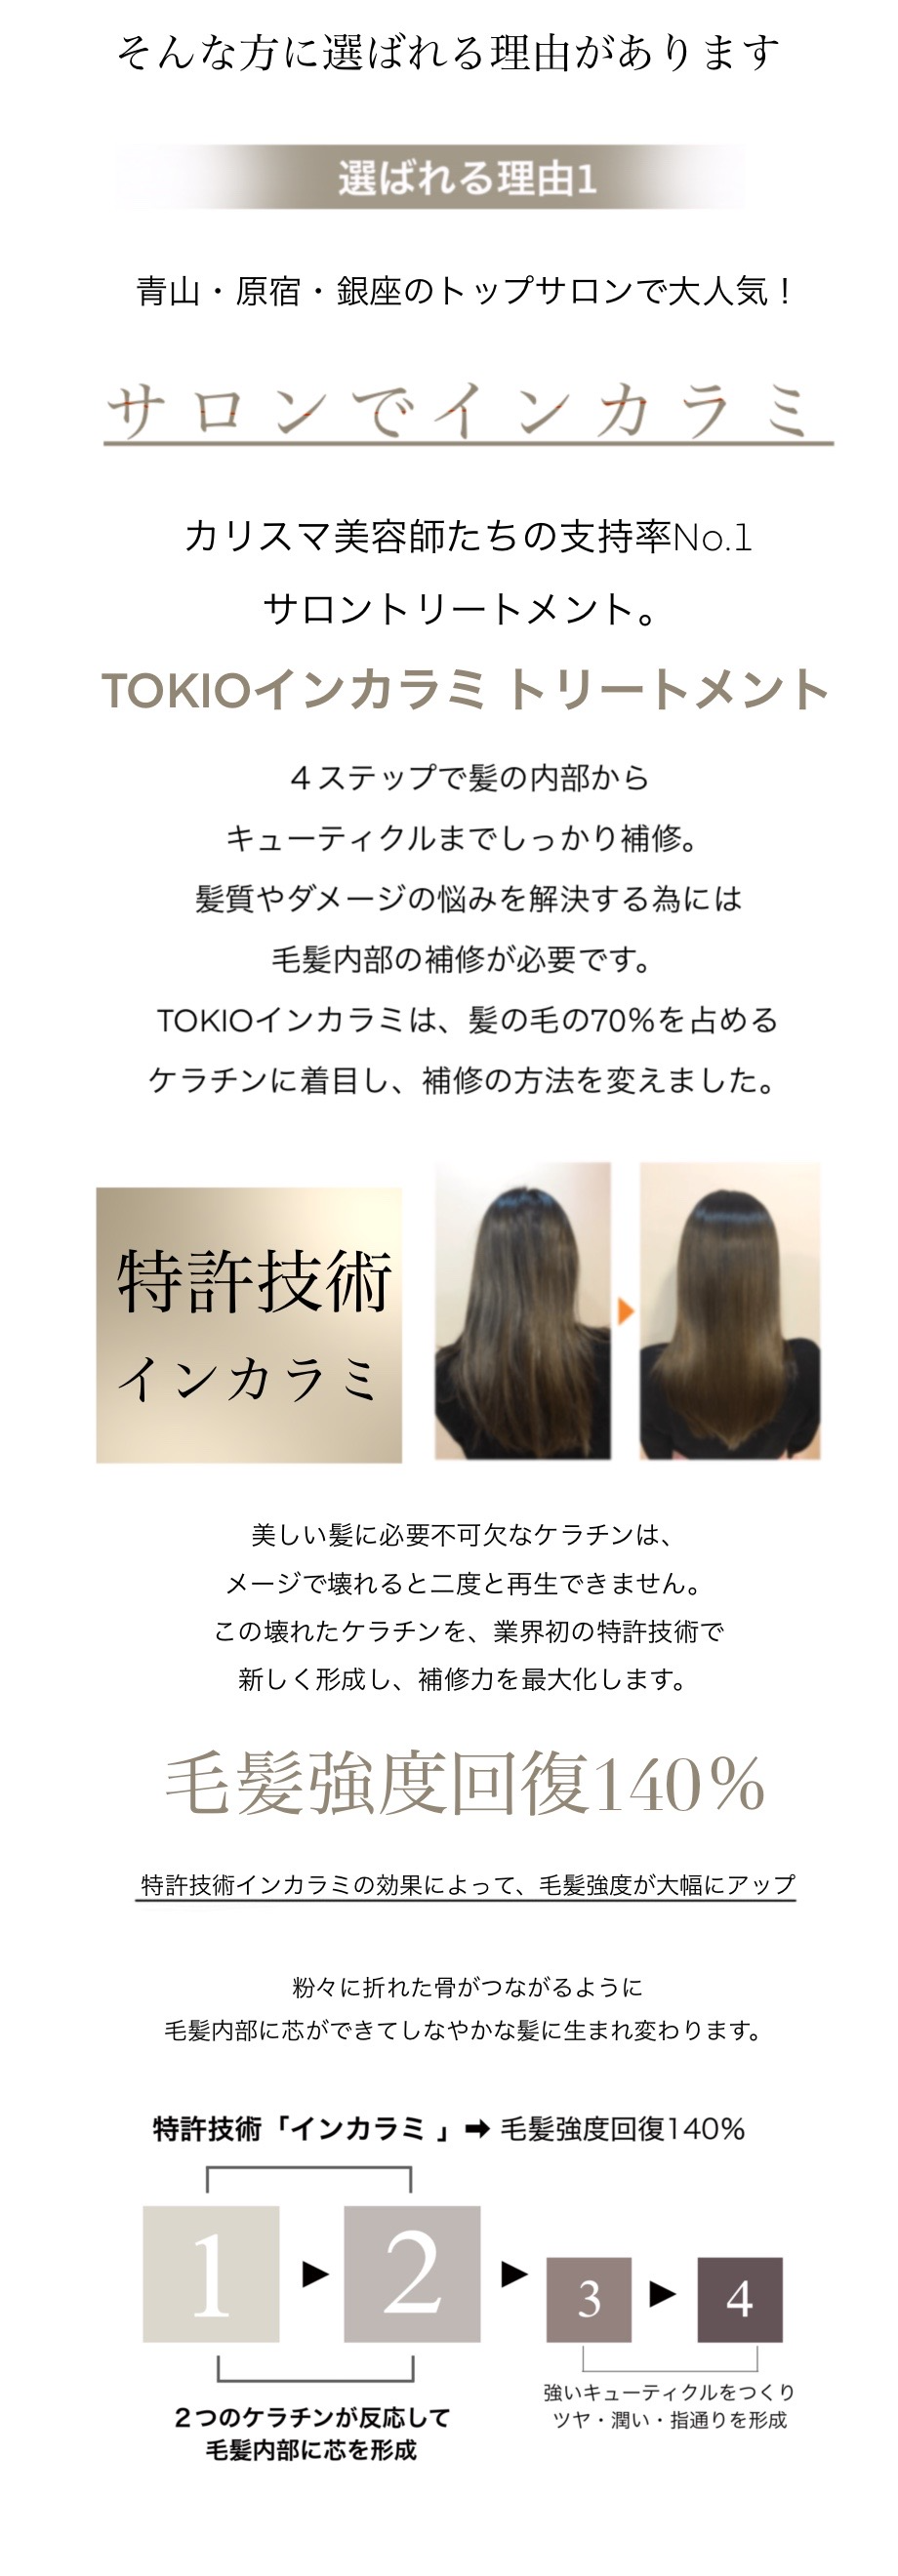 そんな方に選ばれる理由があります
選ばれる理由1
青山・原宿・銀座のトップサロンで大人気！
サロンでインカラミ
カリスマ美容師たちの支持率No.1
サロントリートメント。
TOKIOインカラミ トリートメント
４ステップで髪の内部から
キューティクルまでしっかり補修。
髪質やダメージの悩みを解決する為には
毛髪内部の補修が必要です。
TOKIOインカラミは、髪の毛の70%を占める
ケラチンに着目し、補修の方法を変えました。
特許技術
インカラミ
美しい髪に必要不可欠なケラチンは、
メージで壊れると二度と再生できません。
この壊れたケラチンを、業界初の特許技術で
新しく形成し、補修力を最大化します。
毛髪強度回復140%
特許技術インカラミの効果によって、毛髪強度が大幅にアップ
粉々に折れた骨がつながるように
毛髪内部に芯ができてしなやかな髪に生まれ変わります。
特許技術「インカラミ 」➡ 毛髪強度回復140%
1 ▶ 2 ▶ 3 ▶ 4
２つのケラチンが反応して
毛髪内部に芯を形成
強いキューティクルをつくり
ツヤ・潤い・指通りを形成